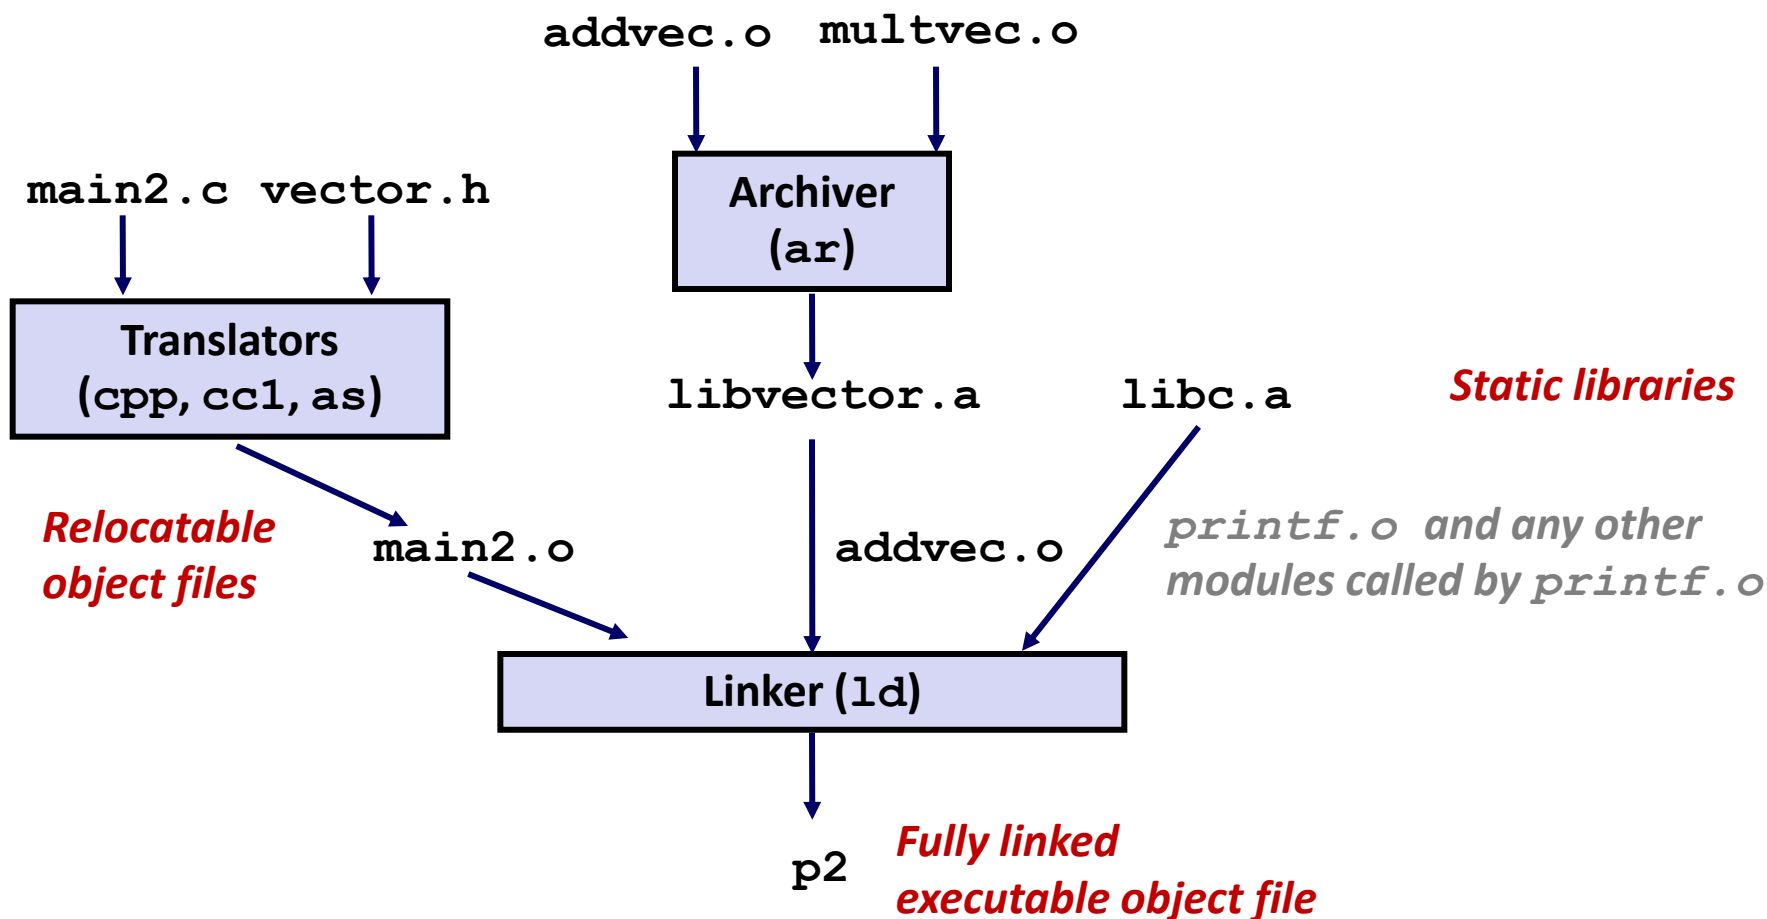 addvec.o multvec.o
main2.c vector.h
Archiver
(ar)
Translators
(cpp, cc1, as)
libvector.a libc.a Static libraries
Relocatable
object files
main2.o
addvec.o
printf.o and any other
modules called by printf.o
Linker (ld)
p2
Fully linked
executable object file